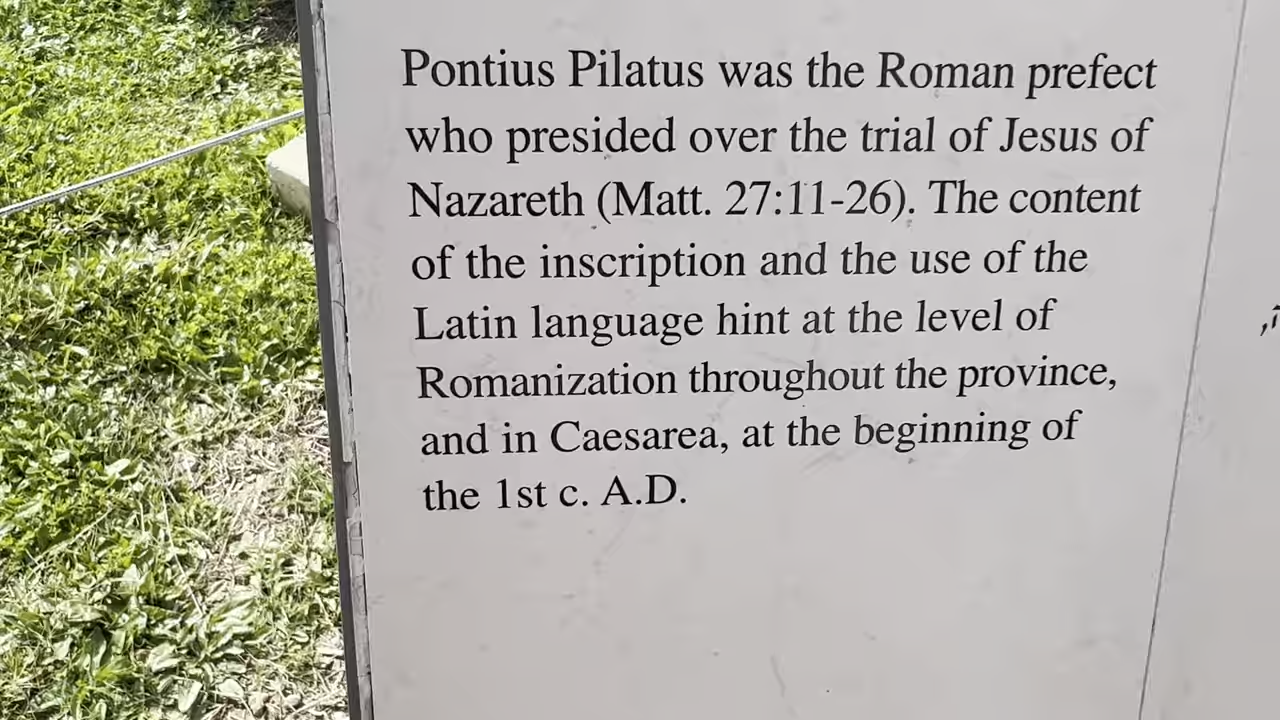 Pontius Pilatus was the Roman prefect
who presided over the trial of Jesus of
Nazareth (Matt. 27:11-26). The content
of the inscription and the use of the
Latin language hint at the level of
Romanization throughout the province,
and in Caesarea, at the beginning of
the 1st c. A.D.